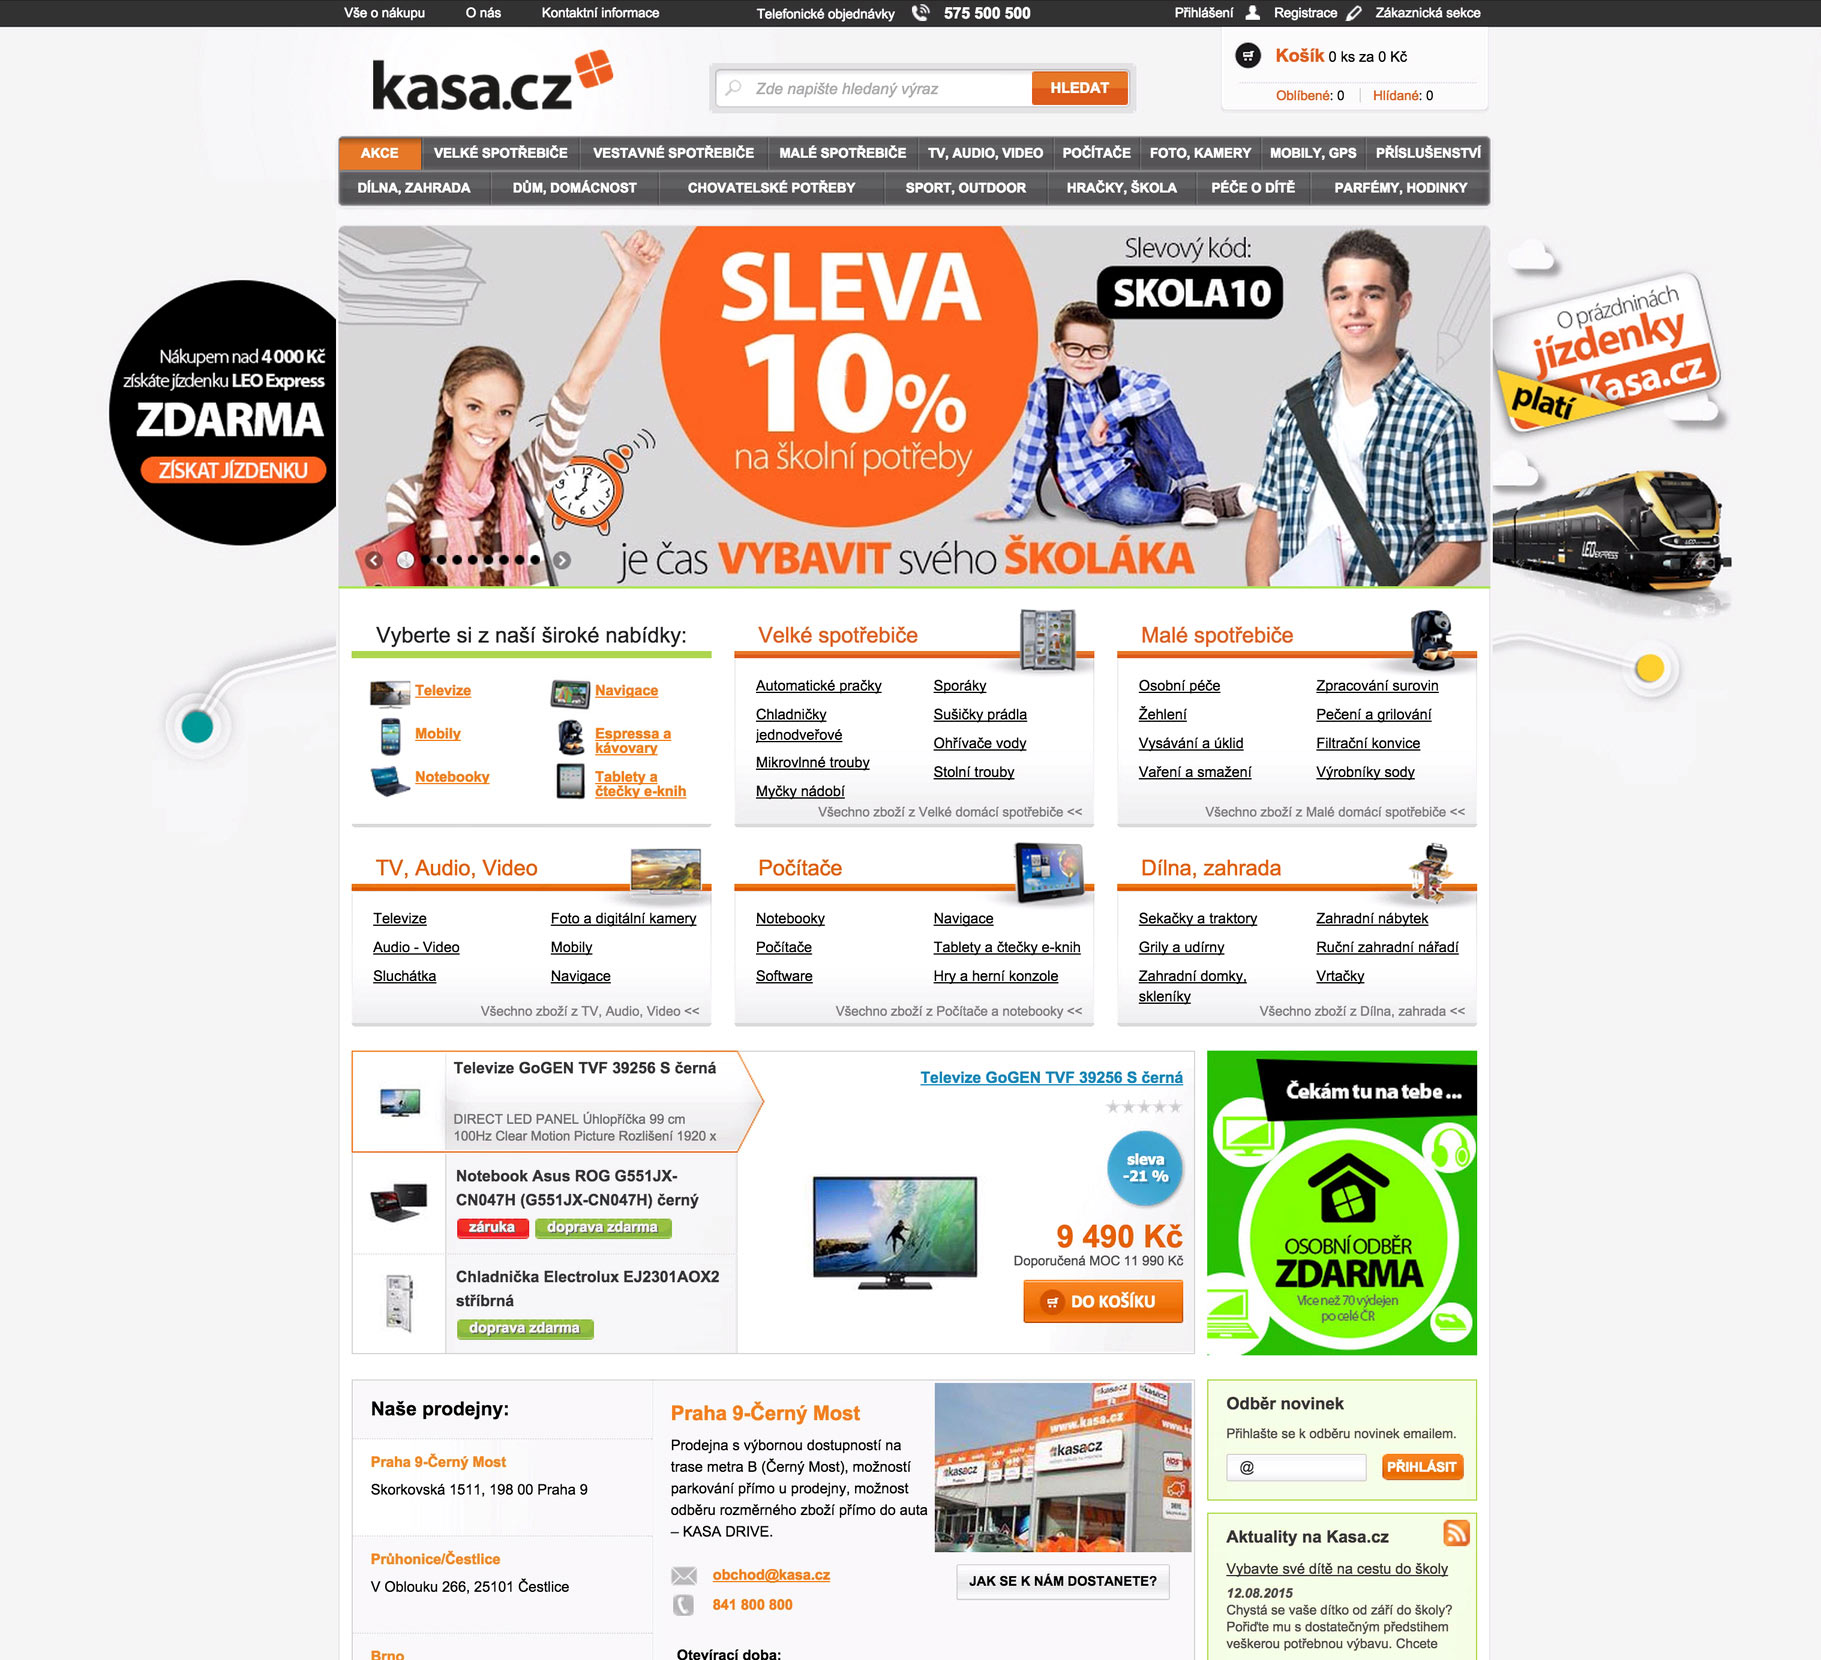 Vše o nákupu
O nás
Kontaktní informace
Telefonické objednávky
575 500 500
Přihlášení
Registrace
Zákaznická sekce
kasa.cz
Zde napište hledaný výraz
HLEDAT
Košík 0 ks za 0 Kč
Oblíbené: 0
Hlídané: 0
AKCE
VELKÉ SPOTŘEBIČE
VESTAVNÉ SPOTŘEBIČE
MALÉ SPOTŘEBIČE
TV, AUDIO, VIDEO
POČÍTAČE
FOTO, KAMERY
MOBILY, GPS
PŘÍSLUŠENSTVÍ
DÍLNA, ZAHRADA
DŮM, DOMÁCNOST
CHOVATELSKÉ POTŘEBY
SPORT, OUTDOOR
HRAČKY, ŠKOLA
PÉČE O DÍTĚ
PARFÉMY, HODINKY
Nákupem nad 4 000 Kč
získáte jízdenku LEO Express
ZDARMA
ZÍSKAT JÍZDENKU
SLEVA
10%
na školní potřeby
Slevový kód:
SKOLA10
je čas VYBAVIT svého ŠKOLÁKA
O prázdninách
jízdenky
platí
Kasa.cz
LEO EXPRESS
Vyberte si z naší široké nabídky:
Televize
Navigace
Mobily
Espressa a
kávovary
Notebooky
Tablety a
čtečky e-knih
Velké spotřebiče
Automatické pračky
Sporáky
Chladničky
jednodveřové
Sušičky prádla
Ohřívače vody
Mikrovlnné trouby
Stolní trouby
Myčky nádobí
Všechno zboží z Velké domácí spotřebiče <<
Malé spotřebiče
Osobní péče
Zpracování surovin
Žehlení
Pečení a grilování
Vysávání a úklid
Filtrační konvice
Vaření a smažení
Výrobníky sody
Všechno zboží z Malé domácí spotřebiče <<
TV, Audio, Video
Televize
Foto a digitální kamery
Audio - Video
Mobily
Sluchátka
Navigace
Všechno zboží z TV, Audio, Video <<
Počítače
Notebooky
Navigace
Počítače
Tablety a čtečky e-knih
Software
Hry a herní konzole
Všechno zboží z Počítače a notebooky <<
Dílna, zahrada
Sekačky a traktory
Zahradní nábytek
Grily a udírny
Ruční zahradní nářadí
Zahradní domky,
skleníky
Vrtačky
Všechno zboží z Dílna, zahrada <<
Televize GoGEN TVF 39256 S černá
DIRECT LED PANEL Úhlopříčka 99 cm
100Hz Clear Motion Picture Rozlišení 1920 x
Notebook Asus ROG G551JX-
CN047H (G551JX-CN047H) černý
záruka
doprava zdarma
Chladnička Electrolux EJ2301AOX2
stříbrná
doprava zdarma
Televize GoGEN TVF 39256 S černá
sleva
-21 %
9 490 Kč
Doporučená MOC 11 990 Kč
DO KOŠÍKU
Čekám tu na tebe ...
OSOBNÍ ODBĚR
ZDARMA
Více než 70 výdejen
po celé ČR
Naše prodejny:
Praha 9-Černý Most
Skorkovská 1511, 198 00 Praha 9
Průhonice/Čestlice
V Oblouku 266, 25101 Čestlice
Brno
Praha 9-Černý Most
Prodejna s výbornou dostupností na
trase metra B (Černý Most), možností
parkování přímo u prodejny, možnost
odběru rozměrného zboží přímo do auta
– KASA DRIVE.
obchod@kasa.cz
841 800 800
Otevírací doba:
www.kasa.cz
kasa.cz
kasa.cz
JAK SE K NÁM DOSTANETE?
Odběr novinek
Přihlašte se k odběru novinek emailem.
@
PŘIHLÁSIT
Aktuality na Kasa.cz
Vybavte své dítě na cestu do školy
12.08.2015
Chystá se vaše dítko od září do školy?
Pořiďte mu s dostatečným předstihem
veškerou potřebnou výbavu. Chcete